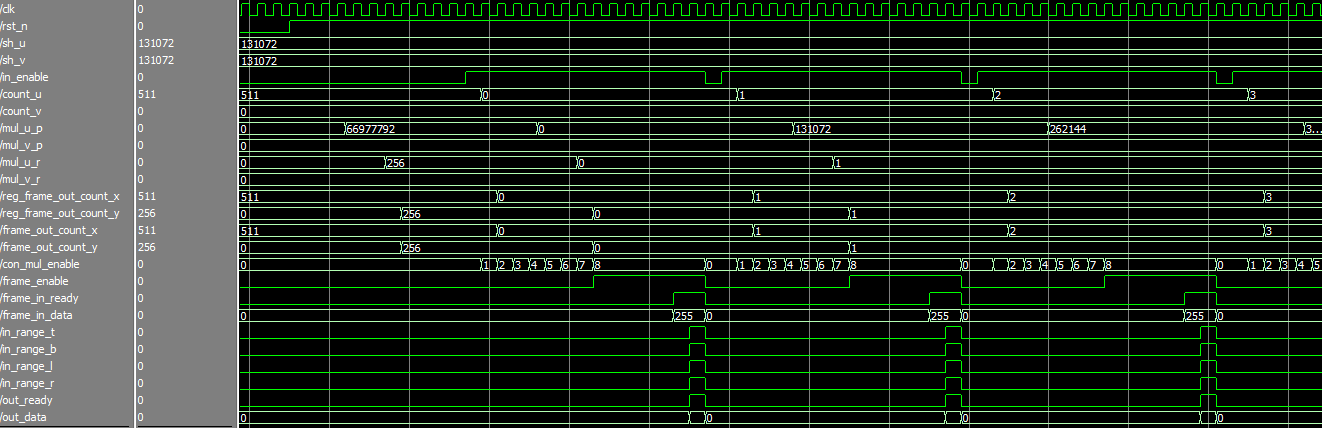 /clk 0
/rst_n 0
/sh_u 131072 131072
/sh_v 131072 131072
/in_enable 0
/count_u 511 511 0 1 2 3
/count_v 0 0
/mul_u_p 0 0 66977792 0 131072 262144 3...
/mul_v_p 0 0
/mul_u_r 0 0 256 0 1
/mul_v_r 0 0
/reg_frame_out_count_x 511 511 0 1 2 3
/reg_frame_out_count_y 256 0 256 0 1
/frame_out_count_x 511 511 0 1 2 3
/frame_out_count_y 256 0 256 0 1
/con_mul_enable 0 0 1 2 3 4 5 6 7 8 0 1 2 3 4 5 6 7 8 0 2 3 4 5 6 7 8 0 1 2 3 4 5
/frame_enable 0
/frame_in_ready 0
/frame_in_data 0 0 255 0 255 0 255 0
/in_range_t 0
/in_range_b 0
/in_range_l 0
/in_range_r 0
/out_ready 0
/out_data 0 0 0 0 0